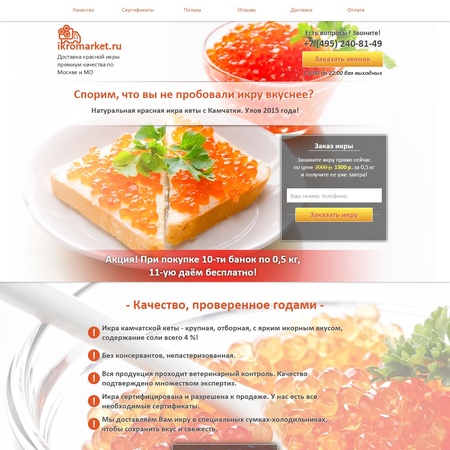 Качество Сертификаты Польза Отзывы Доставка Оплата
ikromarket.ru
Доставка красной икры
премиум качества по
Москве и МО
Есть вопросы? Звоните!
+7 (495) 240-81-49
Заказать звонок
до 22:00 без выходных
Спорим, что вы не пробовали икру вкуснее?
Натуральная красная икра кеты с Камчатки. Улов 2015 года!
Заказ икры
Закажите икру прямо сейчас
по цене 2000 р. 1500 р. за 0,5 кг
и получите ее уже завтра!
Ваш номер телефона:
Заказать икру
Акция! При покупке 10-ти банок по 0,5 кг,
11-ую даём бесплатно!
- Качество, проверенное годами -
Икра камчатской кеты - крупная, отборная, с ярким икорным вкусом,
содержание соли всего 4 %!
Без консервантов, непастеризованная.
Вся продукция проходит ветеринарный контроль. Качество
подтверждено множеством экспертиз.
Икра сертифицирована и разрешена к продаже. У нас есть все
необходимые сертификаты.
Мы доставляем Вам икру в специальных сумках-холодильниках,
чтобы сохранить вкус и свежесть.